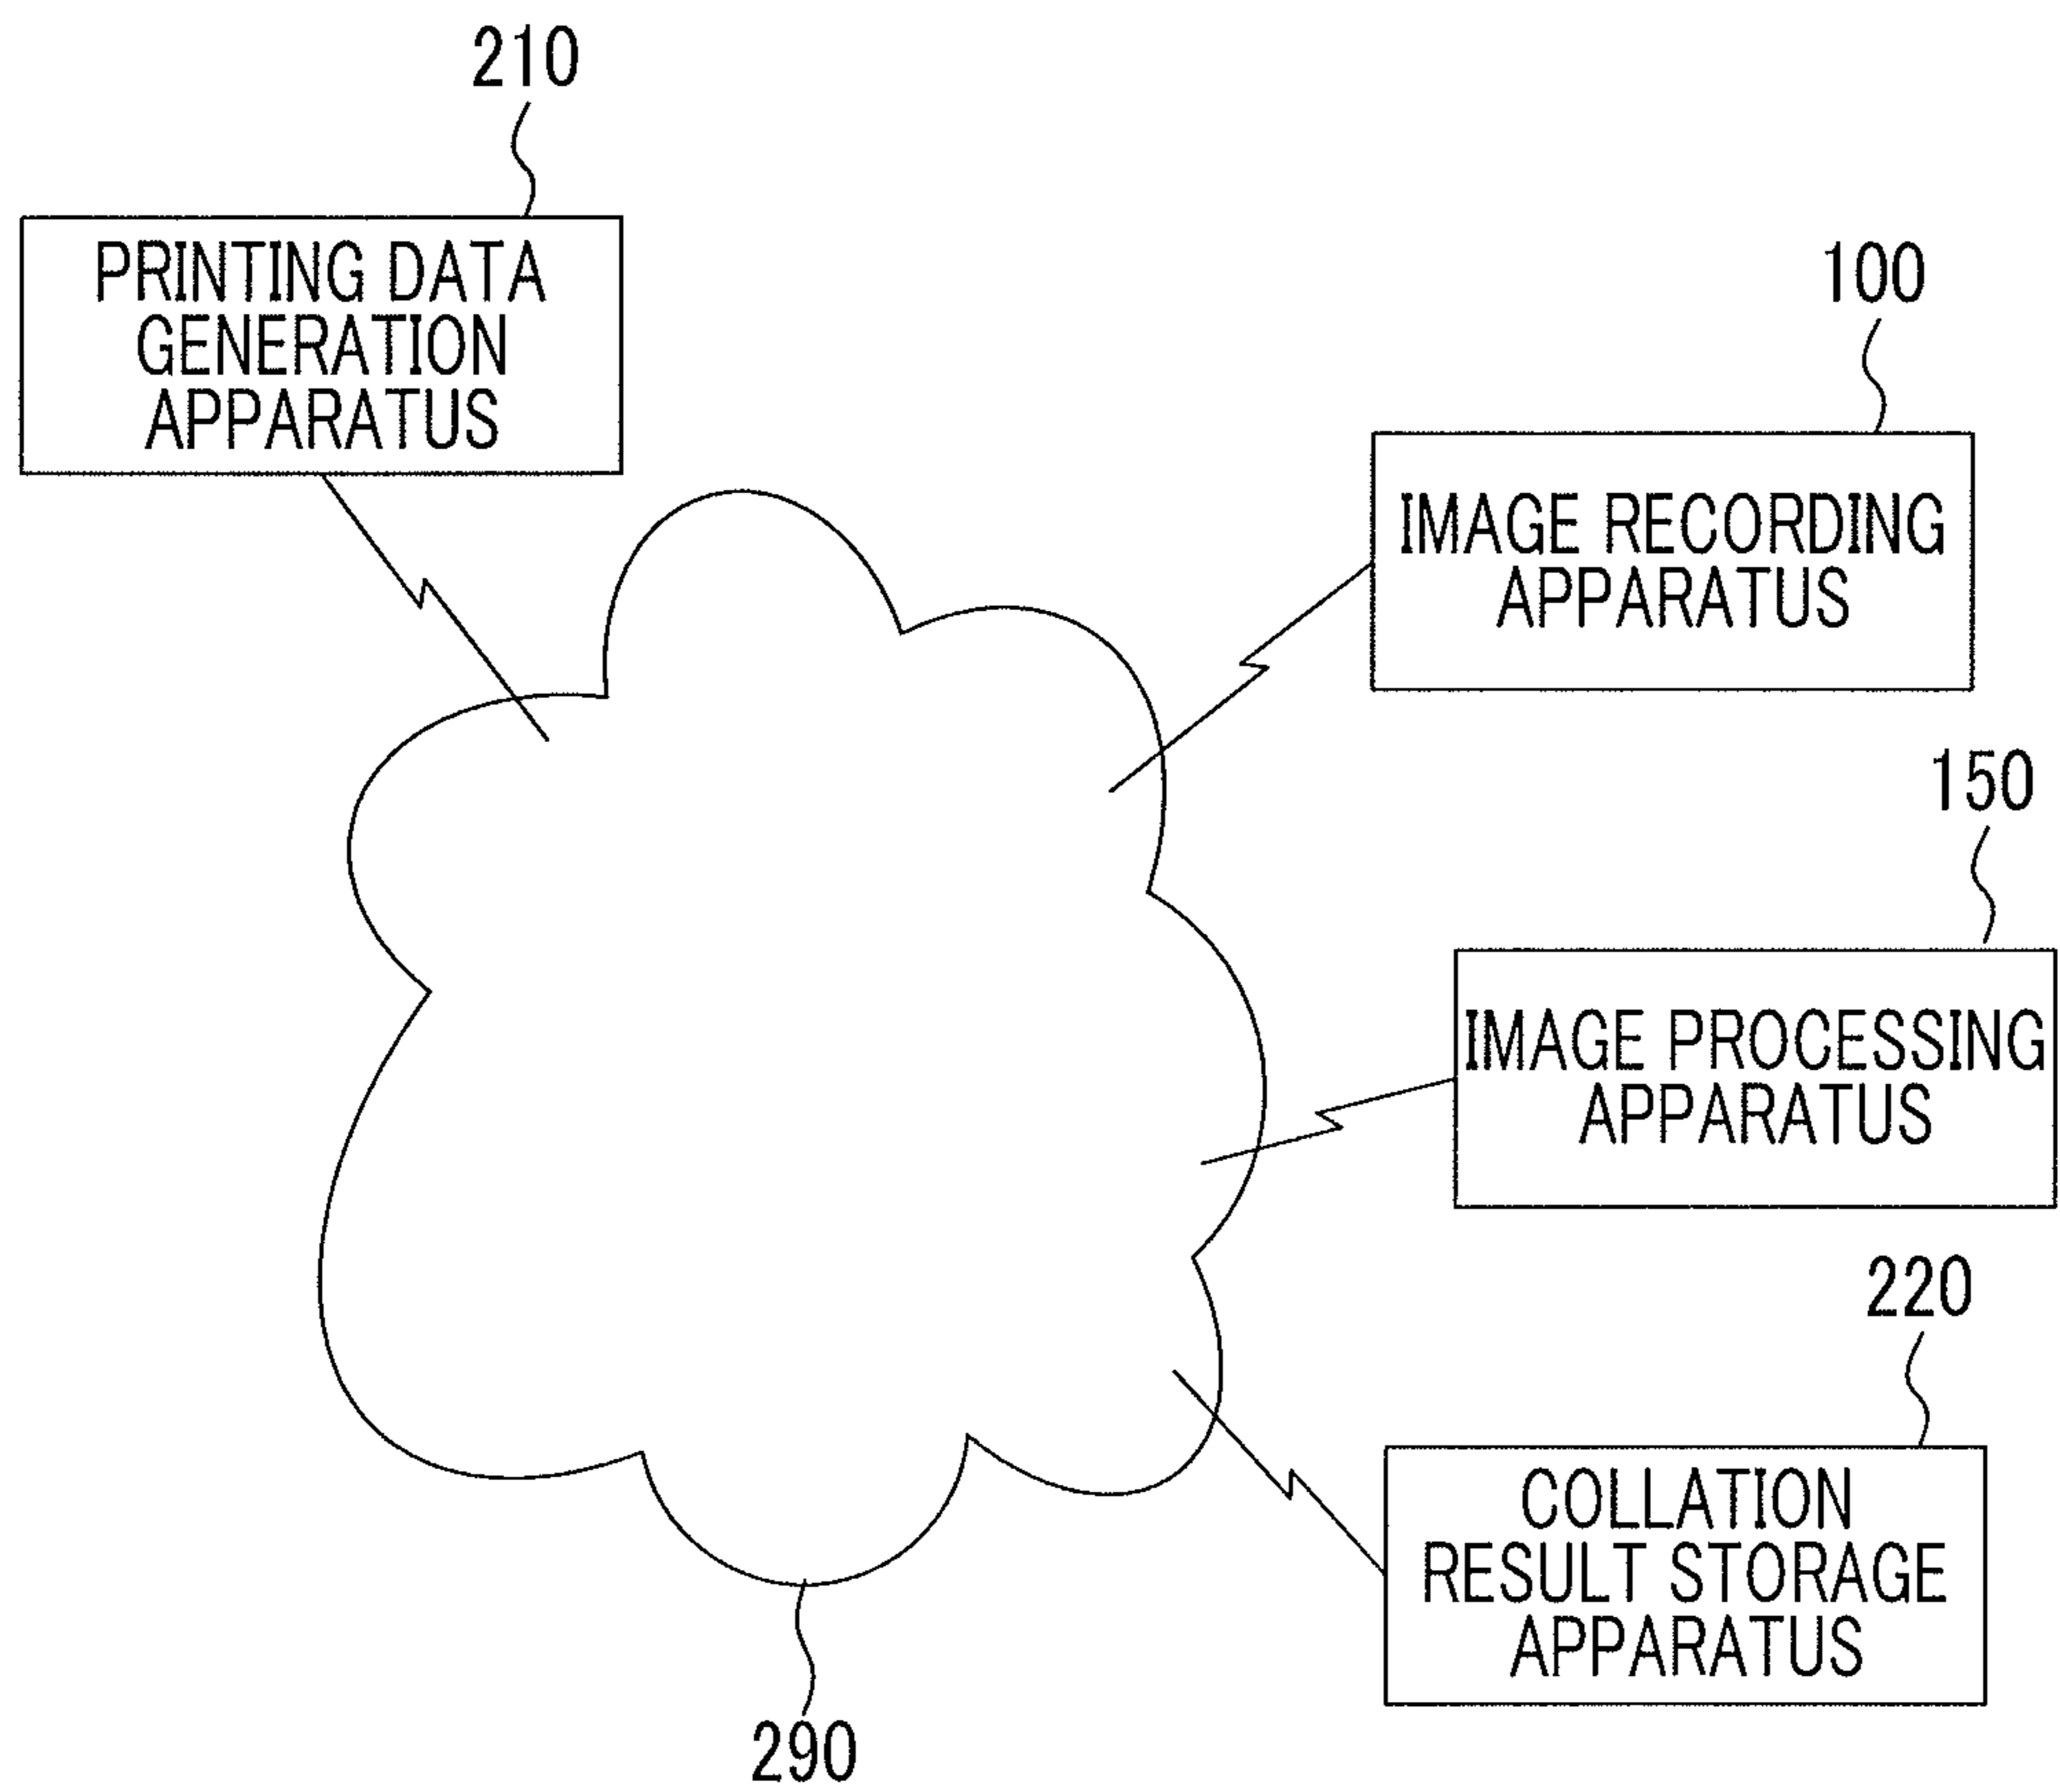 210
PRINTING DATA
GENERATION
APPARATUS
100
IMAGE RECORDING
APPARATUS
150
IMAGE PROCESSING
APPARATUS
220
COLLATION
RESULT STORAGE
APPARATUS
290